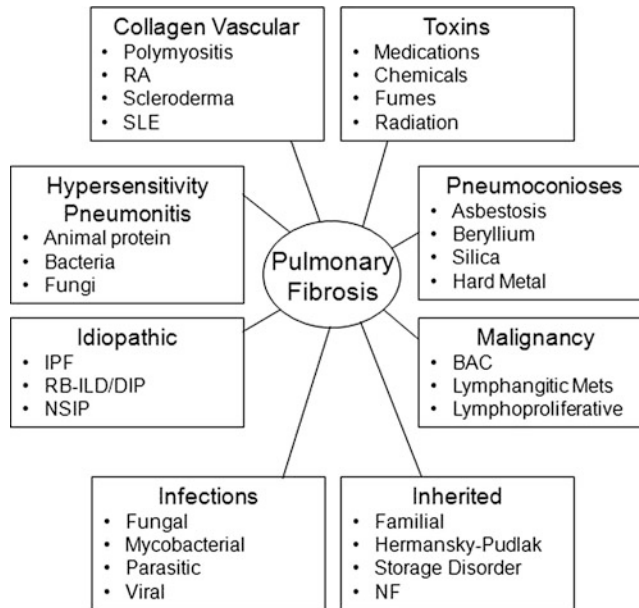 Collagen Vascular
• Polymyositis
• RA
• Scleroderma
• SLE
Toxins
• Medications
• Chemicals
• Fumes
• Radiation
Hypersensitivity
Pneumonitis
• Animal protein
• Bacteria
• Fungi
Pneumoconioses
• Asbestosis
• Beryllium
• Silica
• Hard Metal
Pulmonary
Fibrosis
Idiopathic
• IPF
• RB-ILD/DIP
• NSIP
Malignancy
• BAC
• Lymphangitic Mets
• Lymphoproliferative
Infections
• Fungal
• Mycobacterial
• Parasitic
• Viral
Inherited
• Familial
• Hermansky-Pudlak
• Storage Disorder
• NF